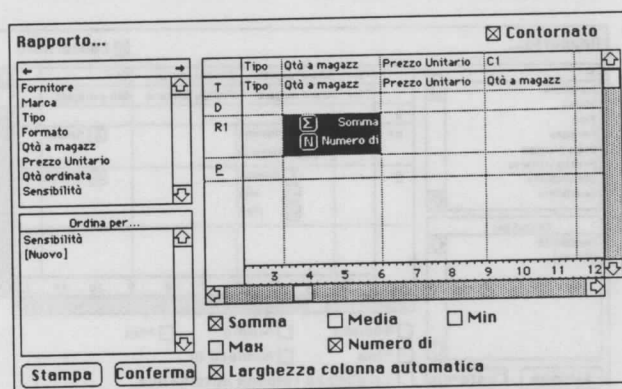 Rapporto...
Contornato
Fornitore
Marca
Tipo
Formato
Qtà a magazz
Prezzo Unitario
Qtà ordinata
Sensibilità
Ordina per...
Sensibilità
[Nuovo]
Stampa Conferma
Tipo Qtà a magazz Prezzo Unitario C1
T Tipo Qtà a magazz Prezzo Unitario Qtà a magazz
D
R1 Σ Somma
N Numero di
P
3 4 5 6 7 8 9 10 11 12
Somma Media Min
Max Numero di
Larghezza colonna automatica